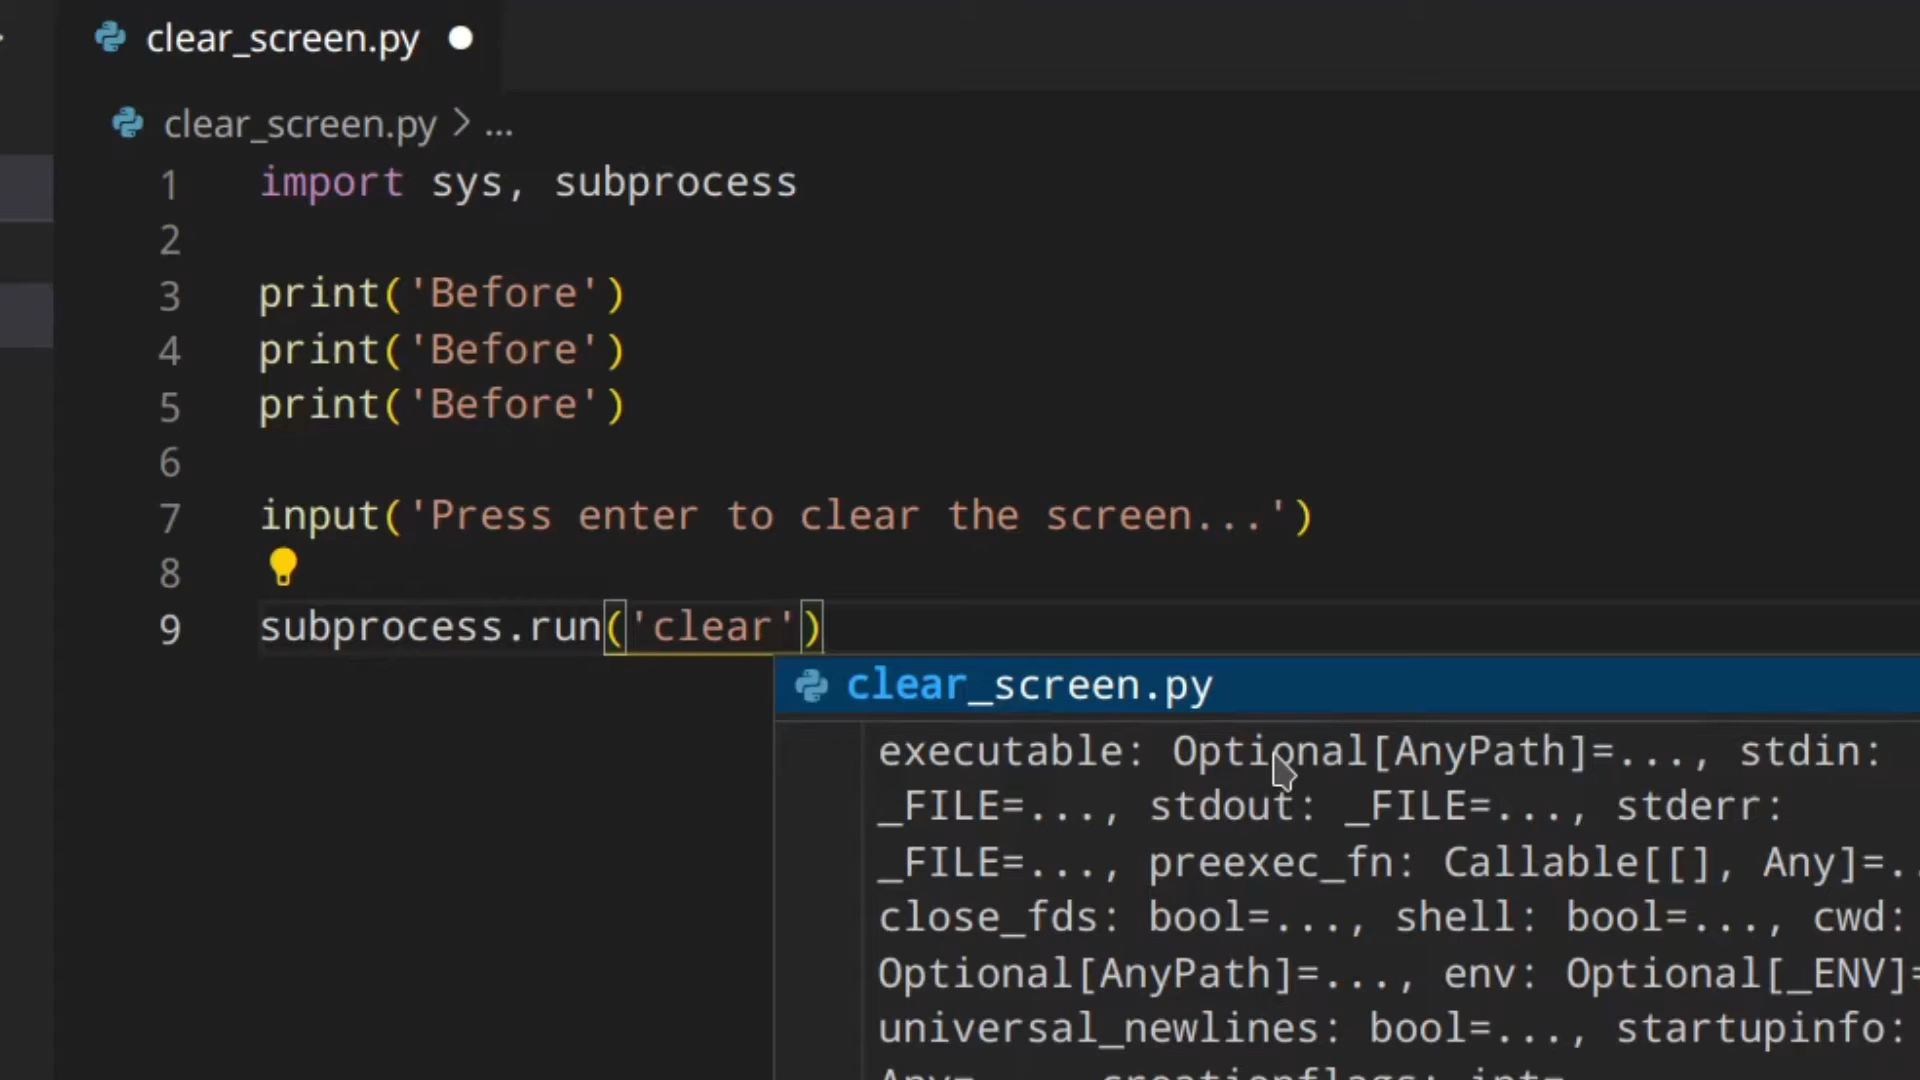 clear_screen.py
clear_screen.py > ...
1 import sys, subprocess
2
3 print('Before')
4 print('Before')
5 print('Before')
6
7 input('Press enter to clear the screen...')
8
9 subprocess.run('clear')
clear_screen.py
executable: Optional[AnyPath]=..., stdin:
_FILE=..., stdout: _FILE=..., stderr:
_FILE=..., preexec_fn: Callable[[], Any]=..
close_fds: bool=..., shell: bool=..., cwd:
Optional[AnyPath]=..., env: Optional[_ENV]=
universal_newlines: bool=..., startupinfo:
Any=... creationflags: int=